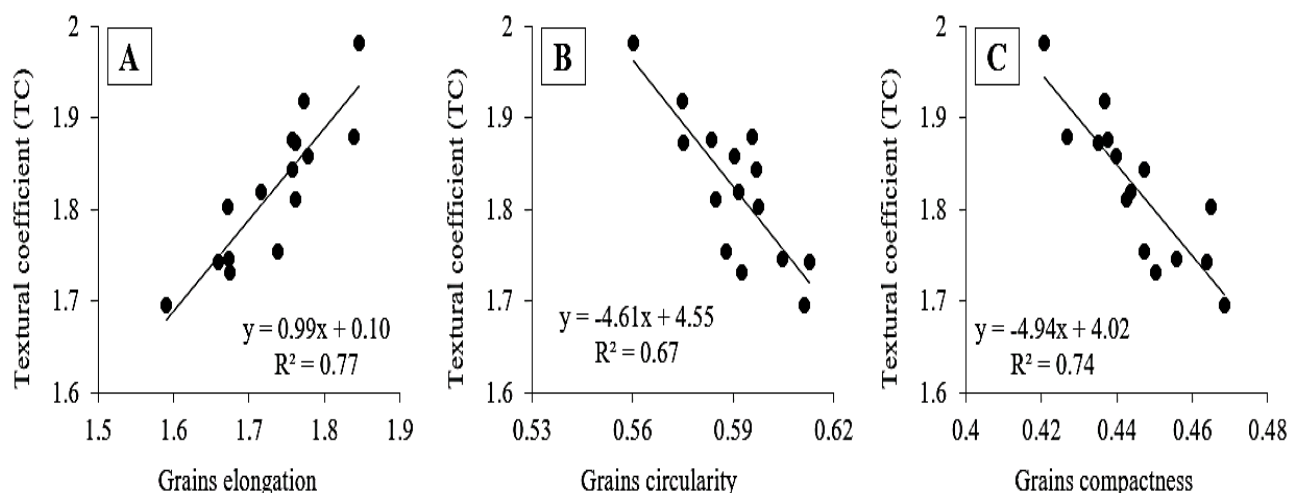 A
Textural coefficient (TC)
2
1.9
1.8
1.7
1.6
y = 0.99x + 0.10
R² = 0.77
1.5 1.6 1.7 1.8 1.9
Grains elongation
B
Textural coefficient (TC)
2
1.9
1.8
1.7
1.6
y = -4.61x + 4.55
R² = 0.67
0.53 0.56 0.59 0.62
Grains circularity
C
Textural coefficient (TC)
2
1.9
1.8
1.7
1.6
y = -4.94x + 4.02
R² = 0.74
0.4 0.42 0.44 0.46 0.48
Grains compactness